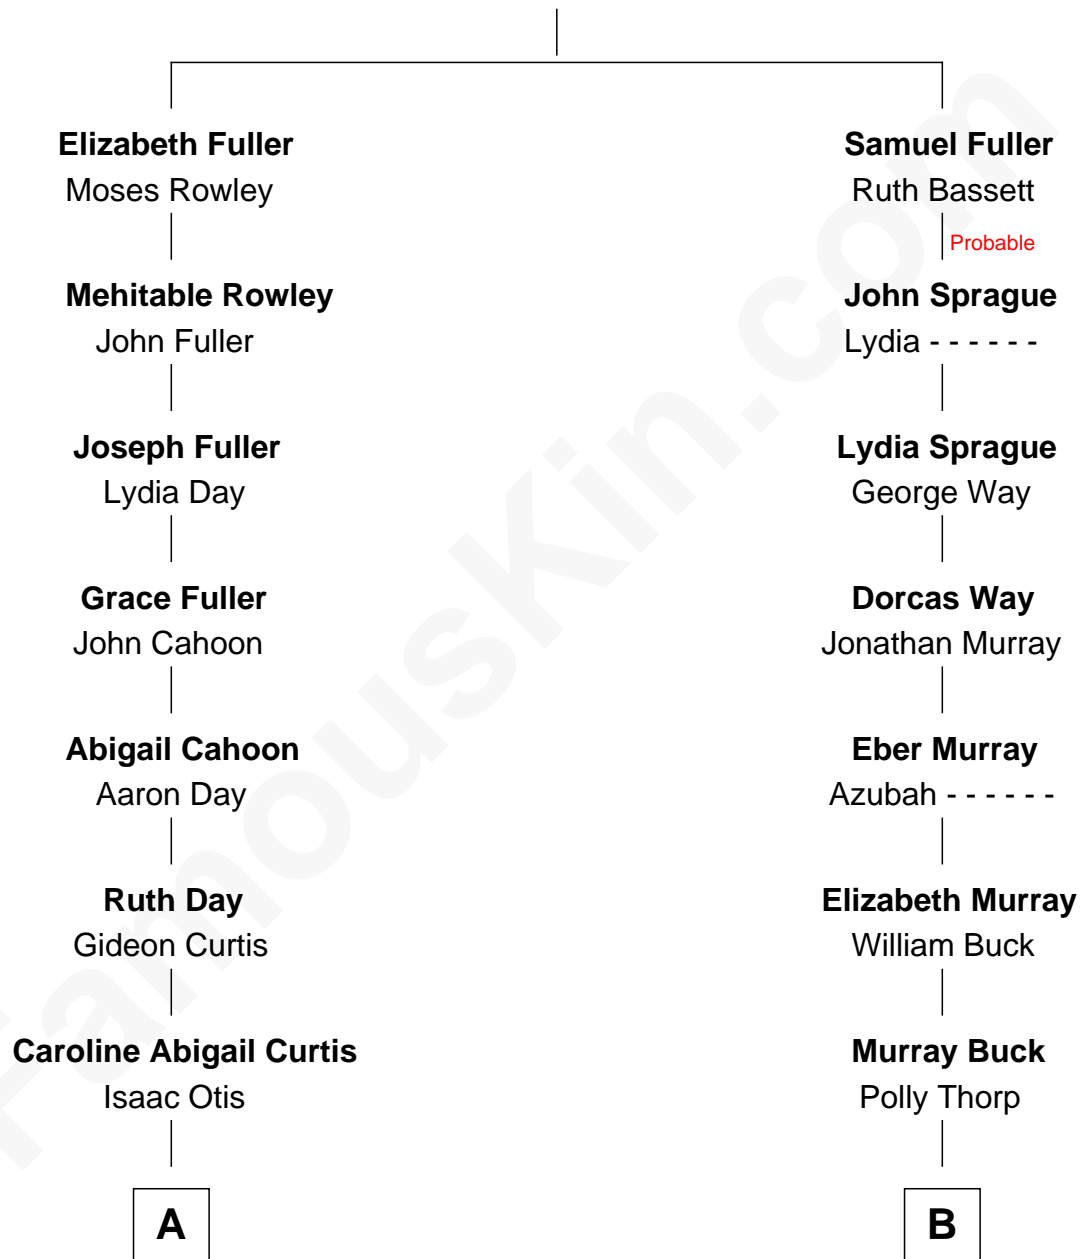 Elizabeth Fuller
Moses Rowley
Mehitable Rowley
John Fuller
Joseph Fuller
Lydia Day
Grace Fuller
John Cahoon
Abigail Cahoon
Aaron Day
Ruth Day
Gideon Curtis
Caroline Abigail Curtis
Isaac Otis
A
Samuel Fuller
Ruth Bassett
Probable
John Sprague
Lydia - - - - - -
Lydia Sprague
George Way
Dorcas Way
Jonathan Murray
Eber Murray
Azubah - - - - - -
Elizabeth Murray
William Buck
Murray Buck
Polly Thorp
B
FamousKin.com